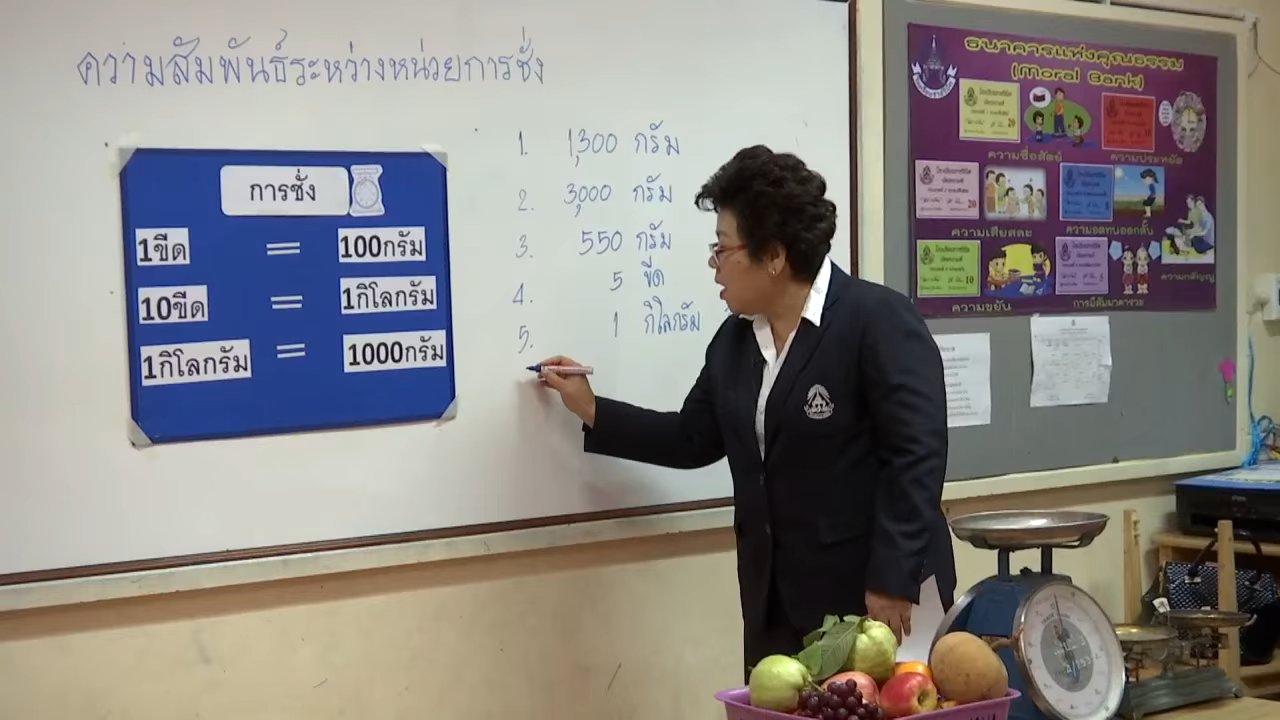 ความสัมพันธ์ระหว่างหน่วยการชั่ง
การชั่ง
1ขีด = 100กรัม
10ขีด = 1กิโลกรัม
1กิโลกรัม = 1000กรัม
1. 1,300 กรัม
2. 3,000 กรัม
3. 550 กรัม
4. 5 ขีด
5. 1 กิโลกรัม
ธนาคารแห่งคุณธรรม
(Moral Bank)
ความซื่อสัตย์
ความประหยัด
20
ความเสียสละ
ความอดทนอดกลั้น
ความกตัญญู
10
ความขยัน
การมีสัมมาคารวะ